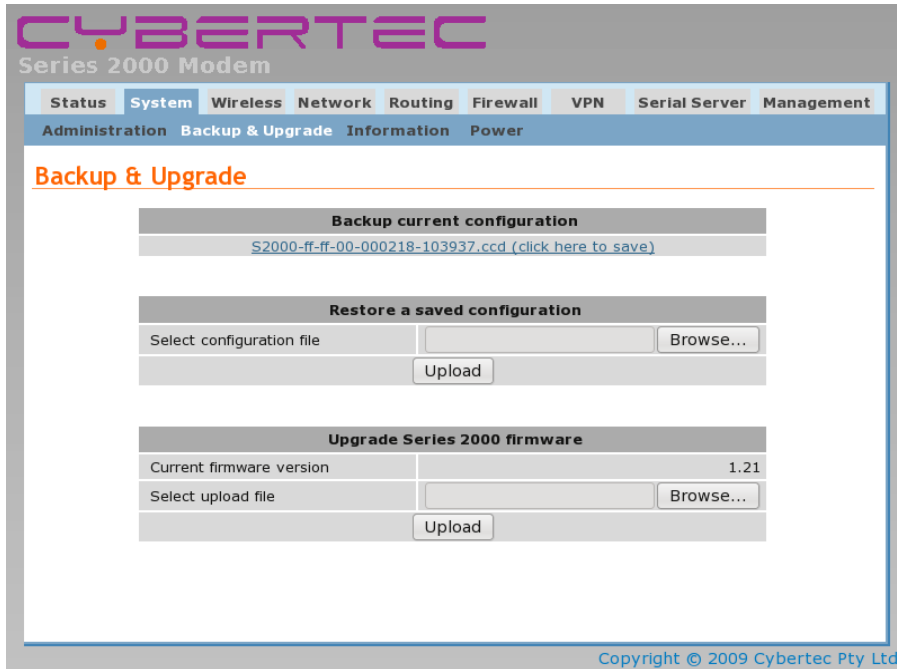 CYBERTEC
Series 2000 Modem
Status System Wireless Network Routing Firewall VPN Serial Server Management
Administration Backup & Upgrade Information Power
Backup & Upgrade
Backup current configuration
S2000-ff-ff-00-000218-103937.ccd (click here to save)
Restore a saved configuration
Select configuration file Browse...
Upload
Upgrade Series 2000 firmware
Current firmware version 1.21
Select upload file Browse...
Upload
Copyright © 2009 Cybertec Pty Ltd